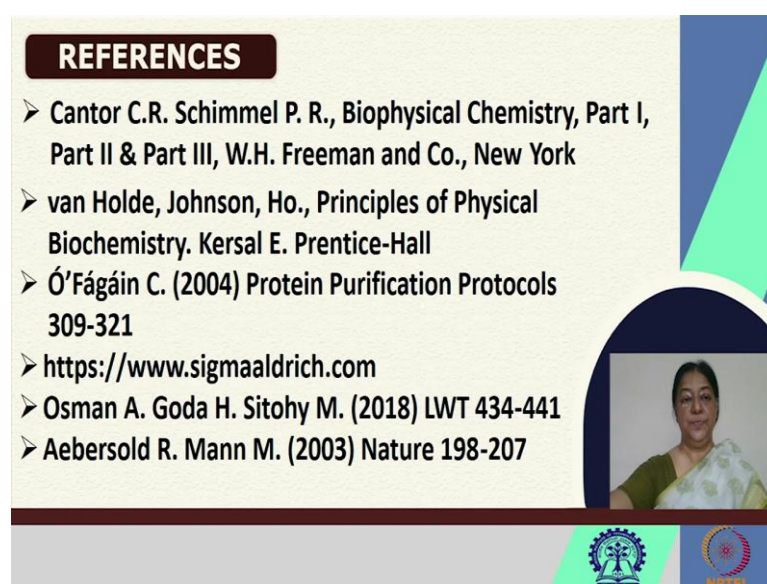 REFERENCES
➢ Cantor C.R. Schimmel P. R., Biophysical Chemistry, Part I,
Part II & Part III, W.H. Freeman and Co., New York
➢ van Holde, Johnson, Ho., Principles of Physical
Biochemistry. Kersal E. Prentice-Hall
➢ Ó’Fágáin C. (2004) Protein Purification Protocols
309-321
➢ https://www.sigmaaldrich.com
➢ Osman A. Goda H. Sitohy M. (2018) LWT 434-441
➢ Aebersold R. Mann M. (2003) Nature 198-207
NPTEL